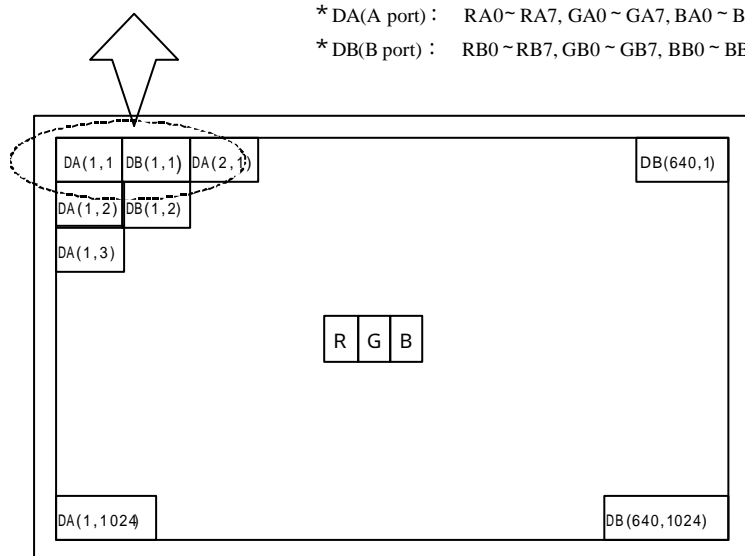 * DA(A port) : RA0~ RA7, GA0 ~ GA7, BA0 ~ B
* DB(B port) : RB0 ~ RB7, GB0 ~ GB7, BB0 ~ BB
DA(1,1 DB(1,1) DA(2,1) DB(640,1)
DA(1,2) DB(1,2)
DA(1,3)
R G B
DA(1,1024) DB(640,1024)